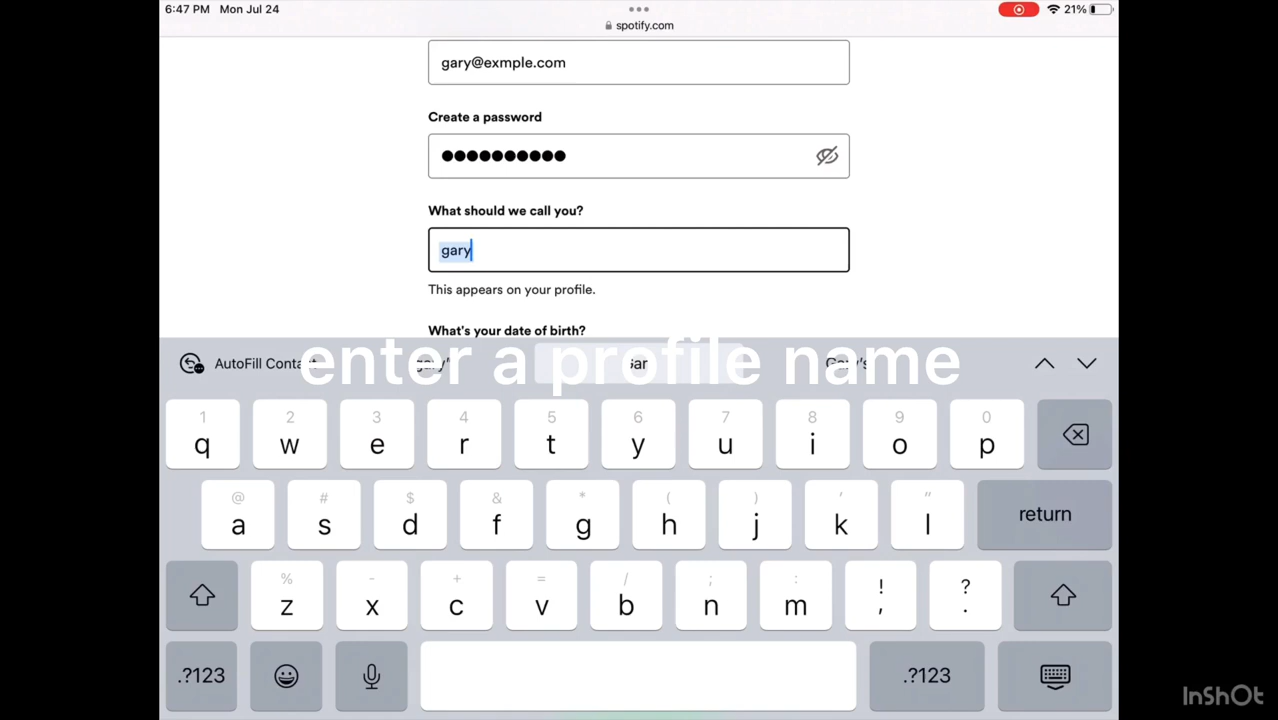 6:47 PM Mon Jul 24
21%
spotify.com
gary@exmple.com
Create a password
What should we call you?
gary
This appears on your profile.
What's your date of birth?
AutoFill Contact
enter a profile name
1 2 3 4 5 6 7 8 9 0
q w e r t y u i o p
@ # $ & * ( ) ' "
a s d f g h j k l return
% - + = / ; : ! ?
z x c v b n m , .
.?123 .?123
InShOt